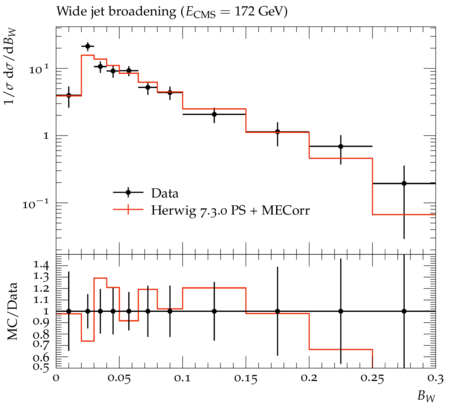 Wide jet broadening (E_CMS = 172 GeV)
1/σ dσ/dB_W
10^1
1
10^−1
Data
Herwig 7.3.0 PS + MECorr
MC/Data
1.4
1.3
1.2
1.1
1
0.9
0.8
0.7
0.6
0.5
0 0.05 0.1 0.15 0.2 0.25 0.3
B_W